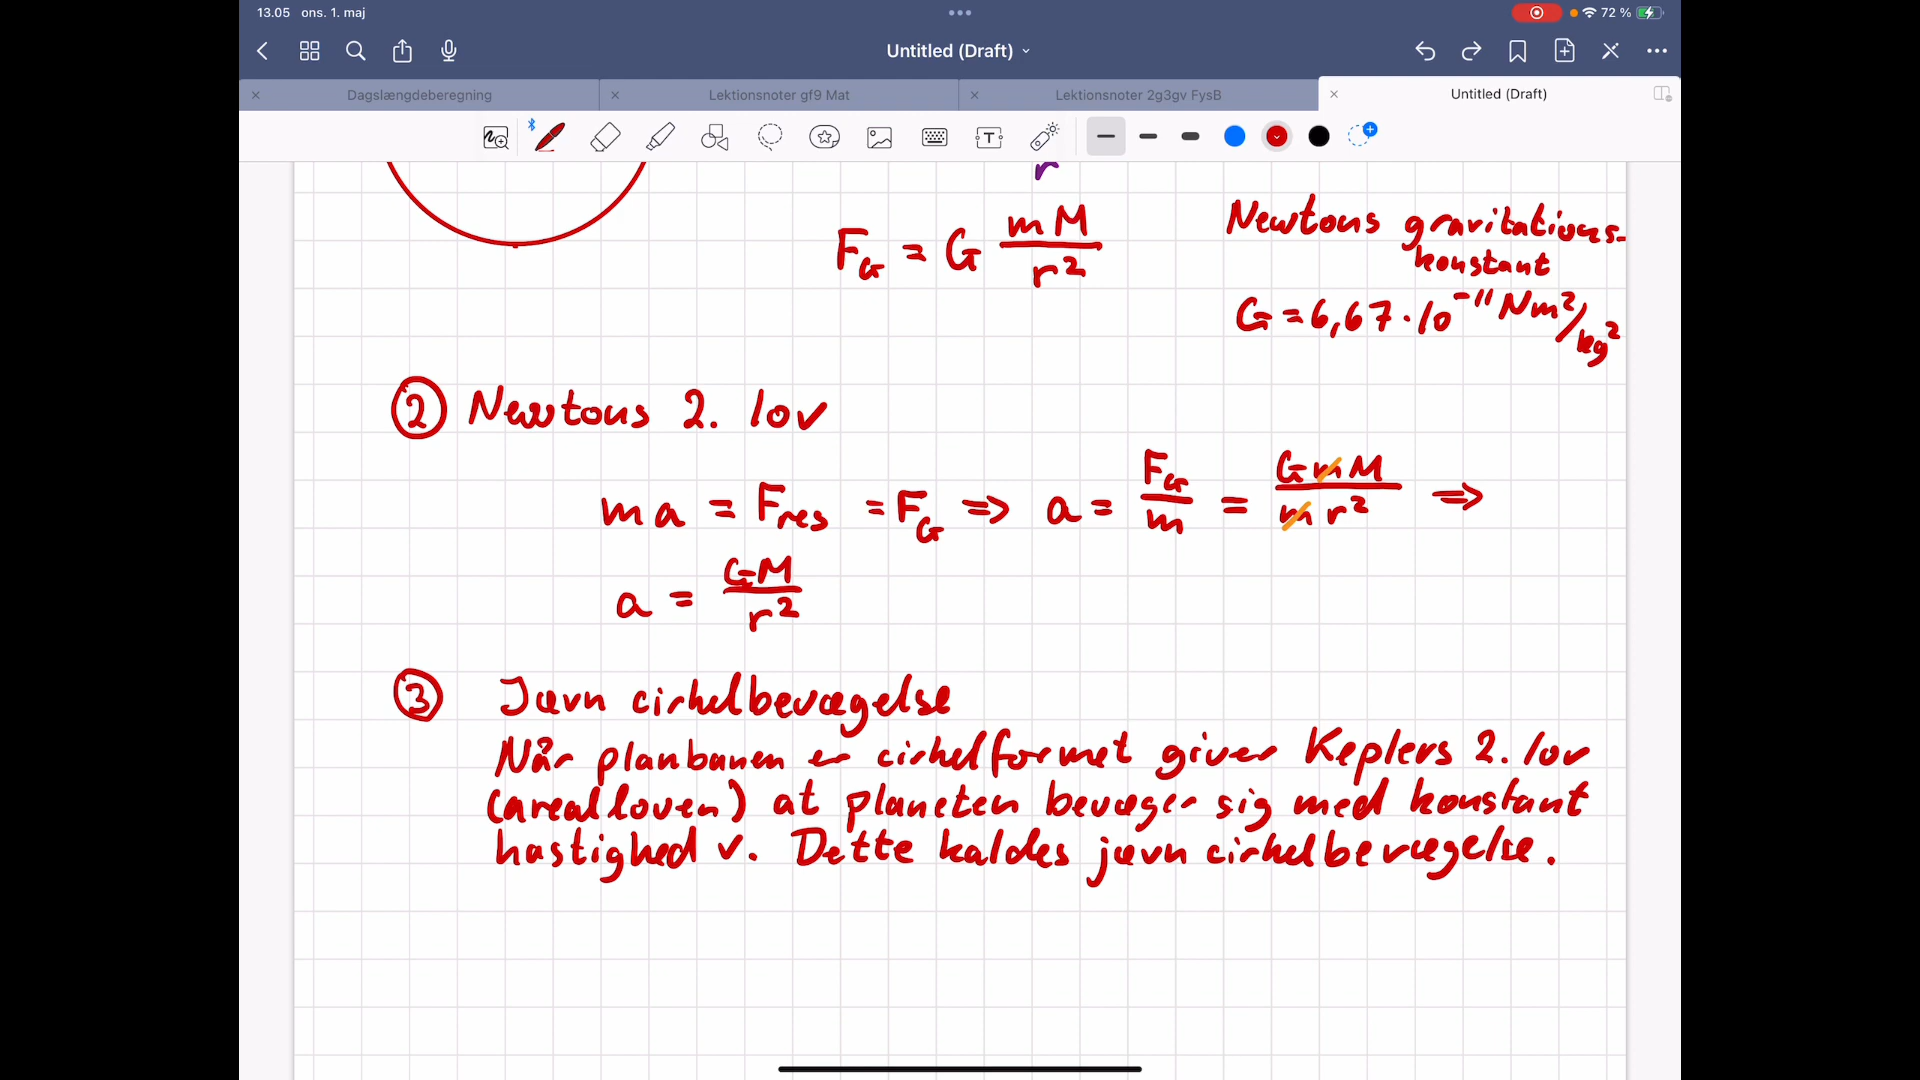 13.05 ons. 1. maj
72 %
Untitled (Draft)
Dagslængdeberegning
Lektionsnoter gf9 Mat
Lektionsnoter 2g3gv FysB
Untitled (Draft)
r
F_G = G mM/r²
Newtons gravitations-
konstant
G = 6,67 · 10⁻¹¹ Nm²/kg²
② Newtons 2. lov
ma = F_res = F_G ⇒ a = F_G/m = GmM/mr² ⇒
a = GM/r²
③ Jævn cirkelbevægelse
Når planbanen er cirkelformet giver Keplers 2. lov
(arealloven) at planeten bevæger sig med konstant
hastighed v. Dette kaldes jævn cirkelbevægelse.